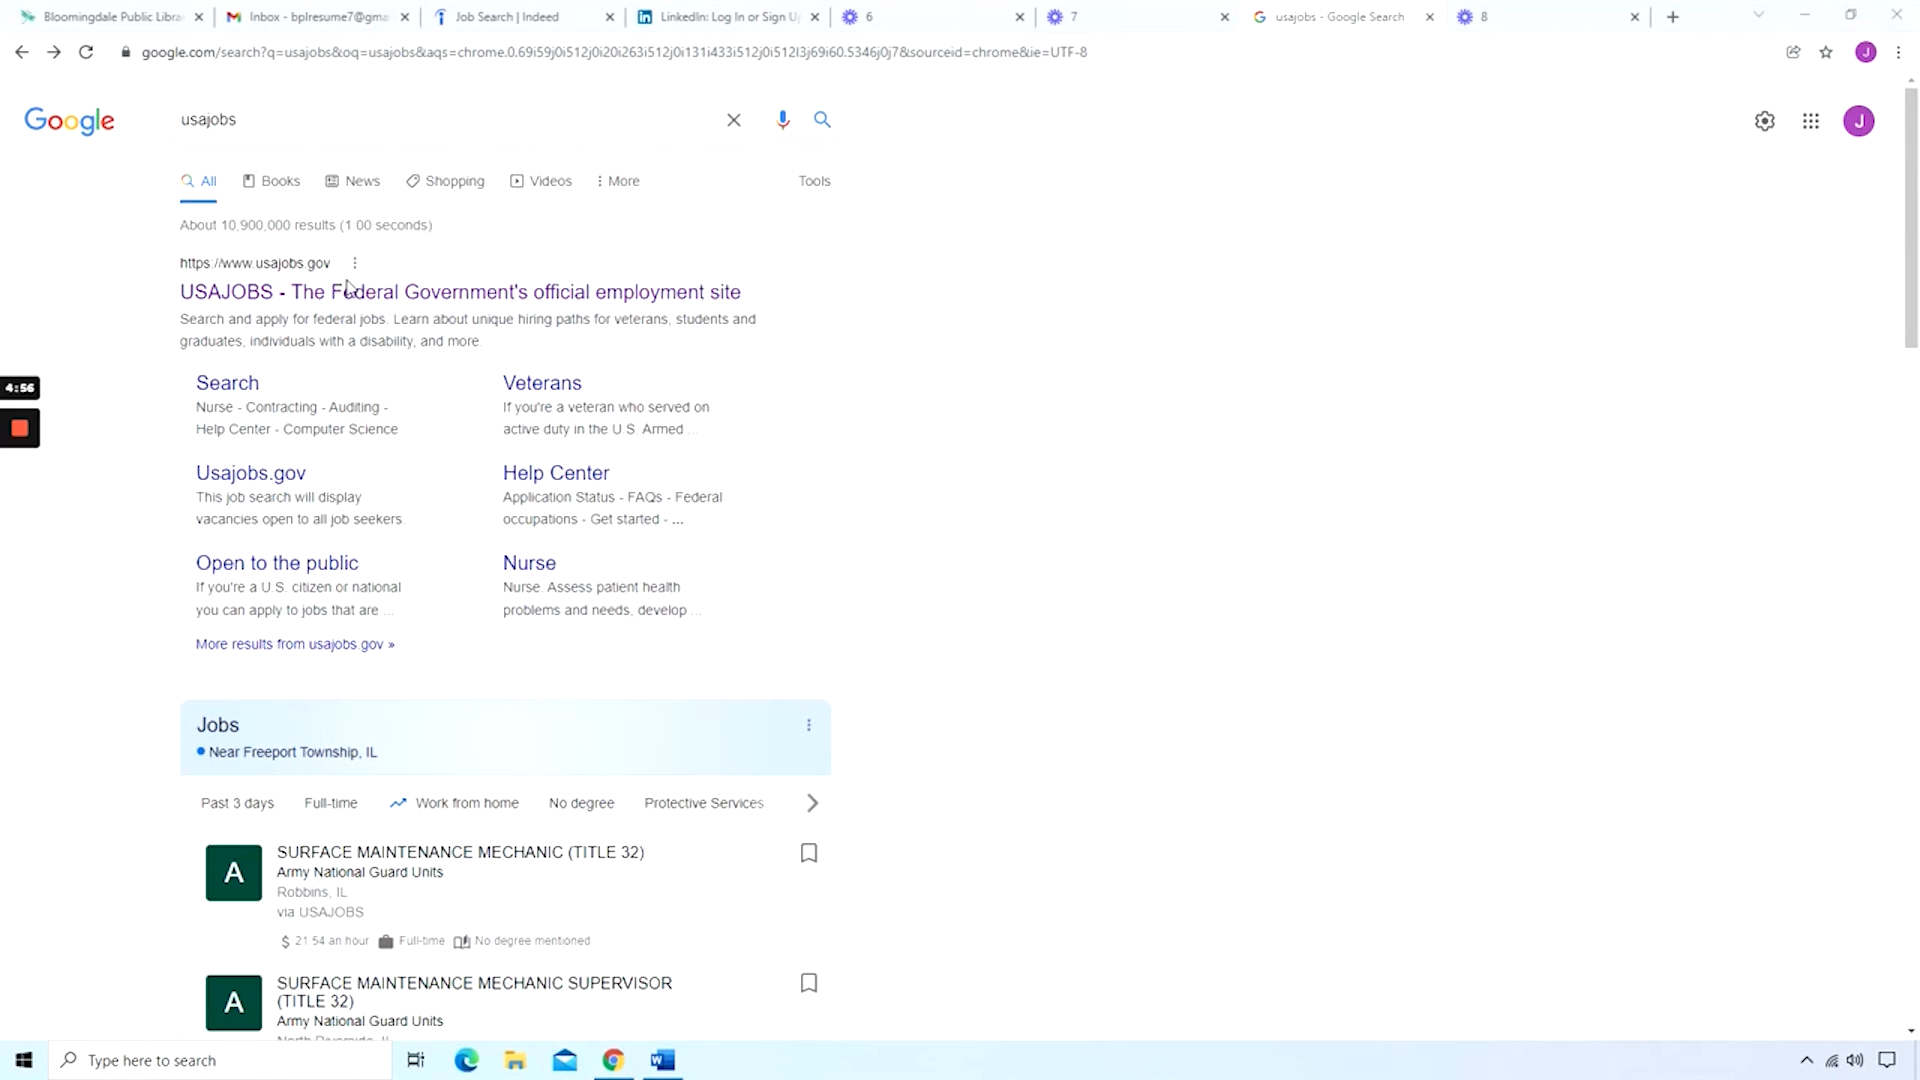 Bloomingdale Public Libra
Inbox - bplresume7@gma
Job Search | Indeed
LinkedIn: Log In or Sign U
6
7
usajobs - Google Search
8
google.com/search?q=usajobs&oq=usajobs&aqs=chrome.0.69i59j0i512j0i20i263i512j0i131i433i512j0i512l3j69i60.5346j0j7&sourceid=chrome&ie=UTF-8
J
Google
usajobs
J
All
Books
News
Shopping
Videos
More
Tools
About 10,900,000 results (1 00 seconds)
https://www.usajobs.gov
USAJOBS - The Federal Government's official employment site
Search and apply for federal jobs. Learn about unique hiring paths for veterans, students and
graduates, individuals with a disability, and more.
4:56
Search
Nurse - Contracting - Auditing -
Help Center - Computer Science
Veterans
If you're a veteran who served on
active duty in the U.S. Armed ...
Usajobs.gov
This job search will display
vacancies open to all job seekers
Help Center
Application Status - FAQs - Federal
occupations - Get started - ...
Open to the public
If you're a U.S. citizen or national
you can apply to jobs that are ...
Nurse
Nurse. Assess patient health
problems and needs, develop ...
More results from usajobs.gov »
Jobs
Near Freeport Township, IL
Past 3 days
Full-time
Work from home
No degree
Protective Services
A
SURFACE MAINTENANCE MECHANIC (TITLE 32)
Army National Guard Units
Robbins, IL
via USAJOBS
$ 21 54 an hour
Full-time
No degree mentioned
A
SURFACE MAINTENANCE MECHANIC SUPERVISOR
(TITLE 32)
Army National Guard Units
Type here to search